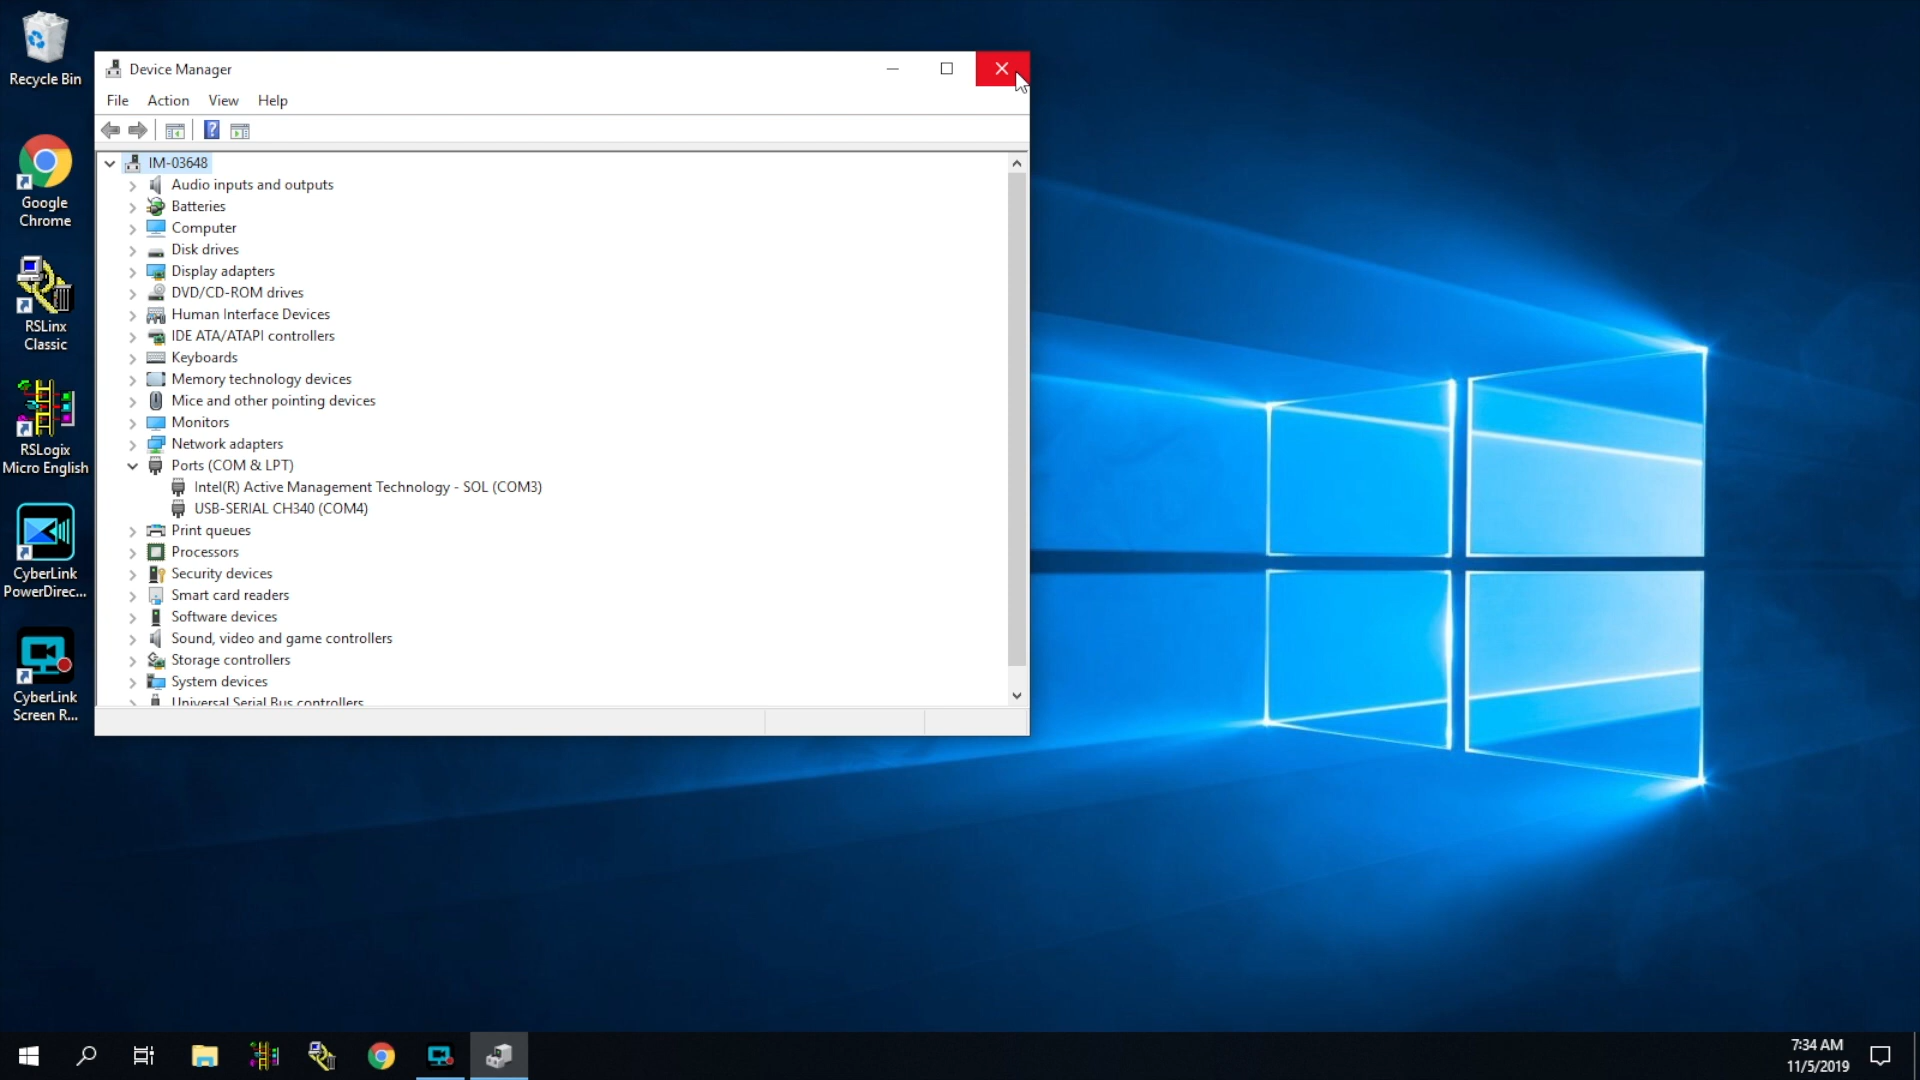 Recycle Bin
Google
Chrome
RSLinx
Classic
RSLogix
Micro English
CyberLink
PowerDirec...
CyberLink
Screen R...
Device Manager
File Action View Help
IM-03648
Audio inputs and outputs
Batteries
Computer
Disk drives
Display adapters
DVD/CD-ROM drives
Human Interface Devices
IDE ATA/ATAPI controllers
Keyboards
Memory technology devices
Mice and other pointing devices
Monitors
Network adapters
Ports (COM & LPT)
Intel(R) Active Management Technology - SOL (COM3)
USB-SERIAL CH340 (COM4)
Print queues
Processors
Security devices
Smart card readers
Software devices
Sound, video and game controllers
Storage controllers
System devices
Universal Serial Bus controllers
7:34 AM
11/5/2019